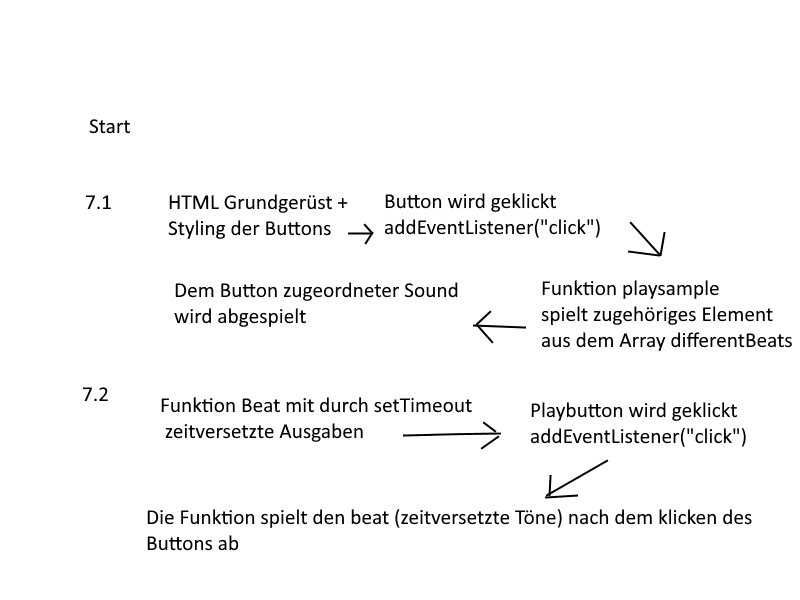 Start
7.1
HTML Grundgerüst +
Styling der Buttons
Button wird geklickt
addEventListener("click")
Funktion playsample
spielt zugehöriges Element
aus dem Array differentBeats
Dem Button zugeordneter Sound
wird abgespielt
7.2
Funktion Beat mit durch setTimeout
zeitversetzte Ausgaben
Playbutton wird geklickt
addEventListener("click")
Die Funktion spielt den beat (zeitversetzte Töne) nach dem klicken des
Buttons ab